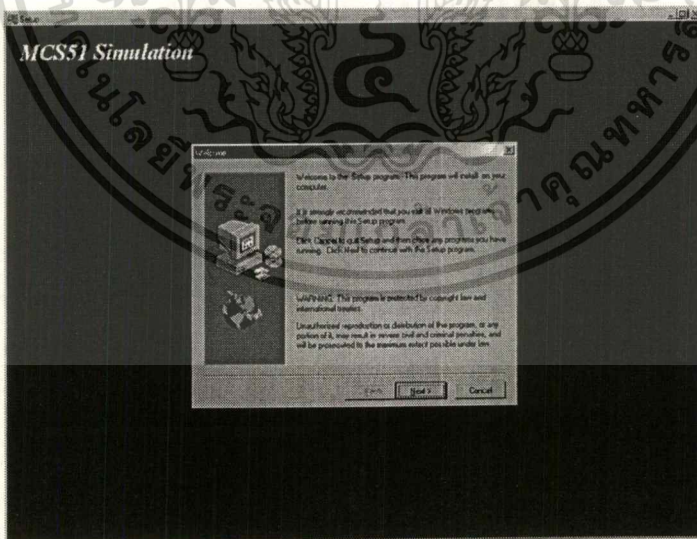 Setup
MCS51 Simulation
Welcome
Welcome to the Setup program. This program will install on your
computer.
It is strongly recommended that you exit all Windows programs
before running this Setup program.
Click Cancel to quit Setup and then close any programs you have
running. Click Next to continue with the Setup program.
WARNING: This program is protected by copyright law and
international treaties.
Unauthorized reproduction or distribution of this program, or any
portion of it, may result in severe civil and criminal penalties, and
will be prosecuted to the maximum extent possible under law.
Next >
Cancel